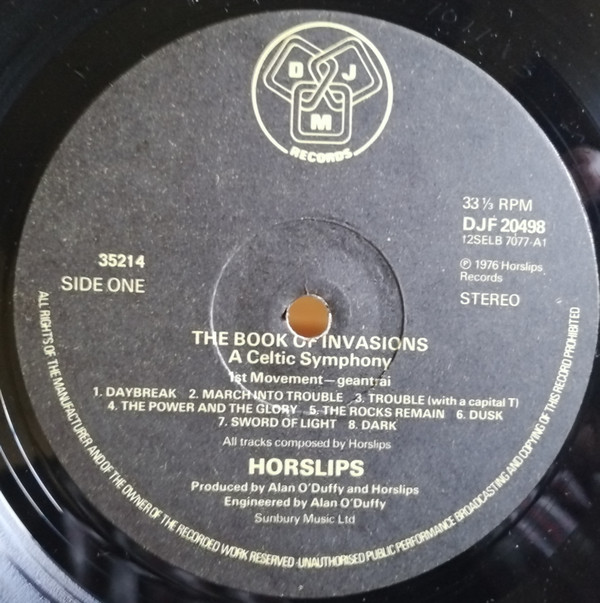 D J
M
RECORDS
33⅓ RPM
DJF 20498
12SELB 7077-A1
℗ 1976 Horslips
Records
STEREO
35214
SIDE ONE
THE BOOK OF INVASIONS
A Celtic Symphony
1st Movement—geantrai
1. DAYBREAK 2. MARCH INTO TROUBLE 3. TROUBLE (with a capital T)
4. THE POWER AND THE GLORY 5. THE ROCKS REMAIN 6. DUSK
7. SWORD OF LIGHT 8. DARK
All tracks composed by Horslips
HORSLIPS
Produced by Alan O'Duffy and Horslips
Engineered by Alan O'Duffy
Sunbury Music Ltd
ALL RIGHTS OF THE MANUFACTURER AND OF THE OWNER OF THE RECORDED WORK RESERVED·UNAUTHORISED PUBLIC PERFORMANCE BROADCASTING AND COPYING OF THIS RECORD PROHIBITED